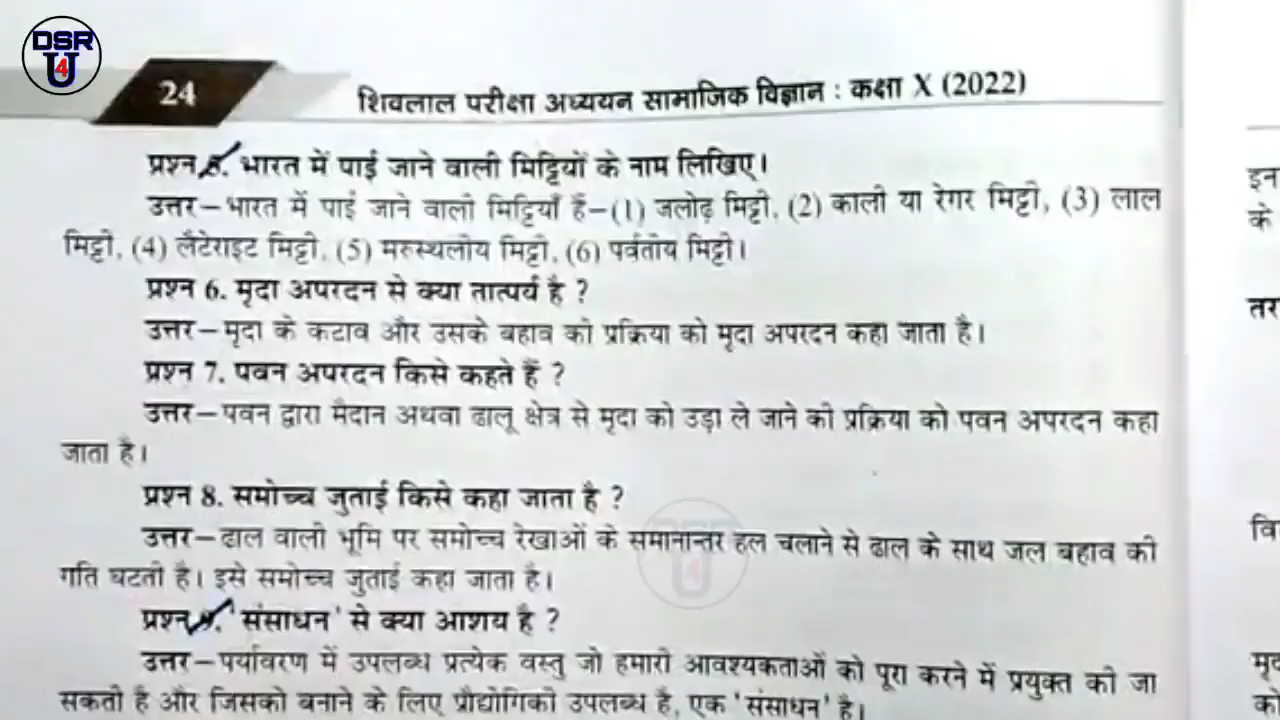 DSR
U
4
24
शिवलाल परीक्षा अध्ययन सामाजिक विज्ञान : कक्षा X (2022)
प्रश्न 5. भारत में पाई जाने वाली मिट्टियों के नाम लिखिए।
उत्तर–भारत में पाई जाने वाली मिट्टियाँ हैं–(1) जलोढ़ मिट्टी, (2) काली या रेगर मिट्टी, (3) लाल
मिट्टी, (4) लैटेराइट मिट्टी, (5) मरुस्थलीय मिट्टी, (6) पर्वतीय मिट्टी।
प्रश्न 6. मृदा अपरदन से क्या तात्पर्य है ?
उत्तर–मृदा के कटाव और उसके बहाव की प्रक्रिया को मृदा अपरदन कहा जाता है।
प्रश्न 7. पवन अपरदन किसे कहते हैं ?
उत्तर–पवन द्वारा मैदान अथवा ढालू क्षेत्र से मृदा को उड़ा ले जाने की प्रक्रिया को पवन अपरदन कहा
जाता है।
प्रश्न 8. समोच्च जुताई किसे कहा जाता है ?
उत्तर–ढाल वाली भूमि पर समोच्च रेखाओं के समानान्तर हल चलाने से ढाल के साथ जल बहाव की
गति घटती है। इसे समोच्च जुताई कहा जाता है।
प्रश्न 9. 'संसाधन' से क्या आशय है ?
उत्तर–पर्यावरण में उपलब्ध प्रत्येक वस्तु जो हमारी आवश्यकताओं को पूरा करने में प्रयुक्त की जा
सकती है और जिसको बनाने के लिए प्रौद्योगिकी उपलब्ध है, एक 'संसाधन' है।
DSR
U
4
इन
के
तर
वि
मृद
को